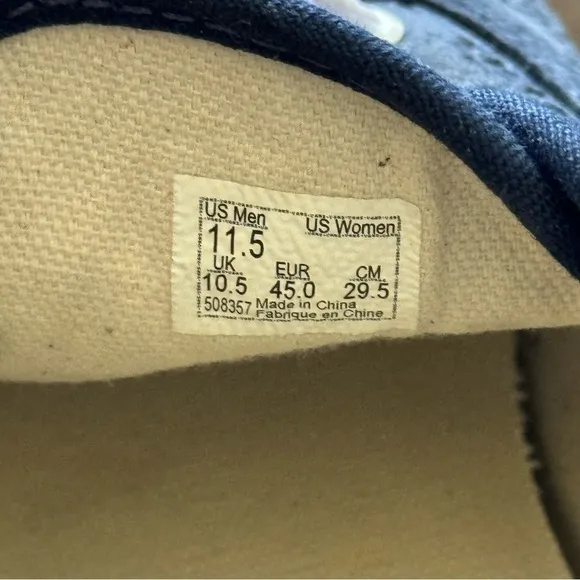 US Men US Women
11.5
UK EUR CM
10.5 45.0 29.5
508357 Made in China
Fabrique en Chine